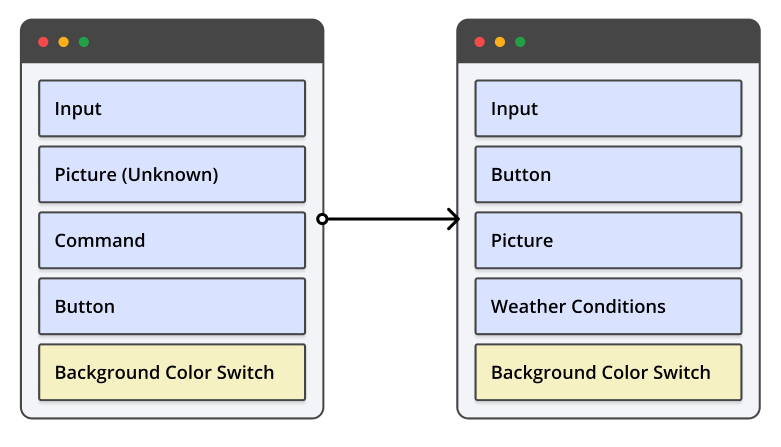 Input
Picture (Unknown)
Command
Button
Background Color Switch
Input
Button
Picture
Weather Conditions
Background Color Switch